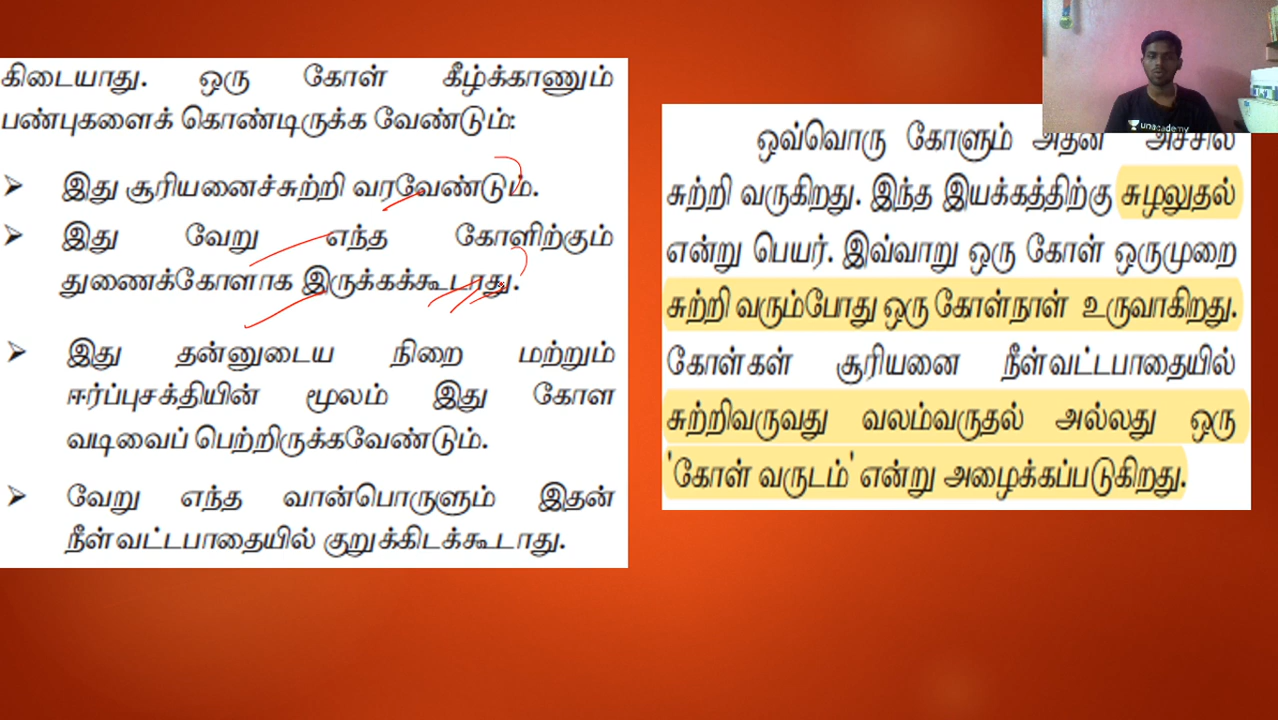 கிடையாது. ஒரு கோள் கீழ்க்காணும்
பண்புகளைக் கொண்டிருக்க வேண்டும்:
➤ இது சூரியனைச்சுற்றி வரவேண்டும்.
➤ இது வேறு எந்த கோளிற்கும்
துணைக்கோளாக இருக்கக்கூடாது.
➤ இது தன்னுடைய நிறை மற்றும்
ஈர்ப்புசக்தியின் மூலம் இது கோள
வடிவைப் பெற்றிருக்கவேண்டும்.
➤ வேறு எந்த வான்பொருளும் இதன்
நீள்வட்டபாதையில் குறுக்கிடக்கூடாது.
ஒவ்வொரு கோளும் அதன் அச்சில்
சுற்றி வருகிறது. இந்த இயக்கத்திற்கு சுழலுதல்
என்று பெயர். இவ்வாறு ஒரு கோள் ஒருமுறை
சுற்றி வரும்போது ஒரு கோள்நாள் உருவாகிறது.
கோள்கள் சூரியனை நீள்வட்டபாதையில்
சுற்றிவருவது வலம்வருதல் அல்லது ஒரு
'கோள் வருடம்' என்று அழைக்கப்படுகிறது.
unacademy